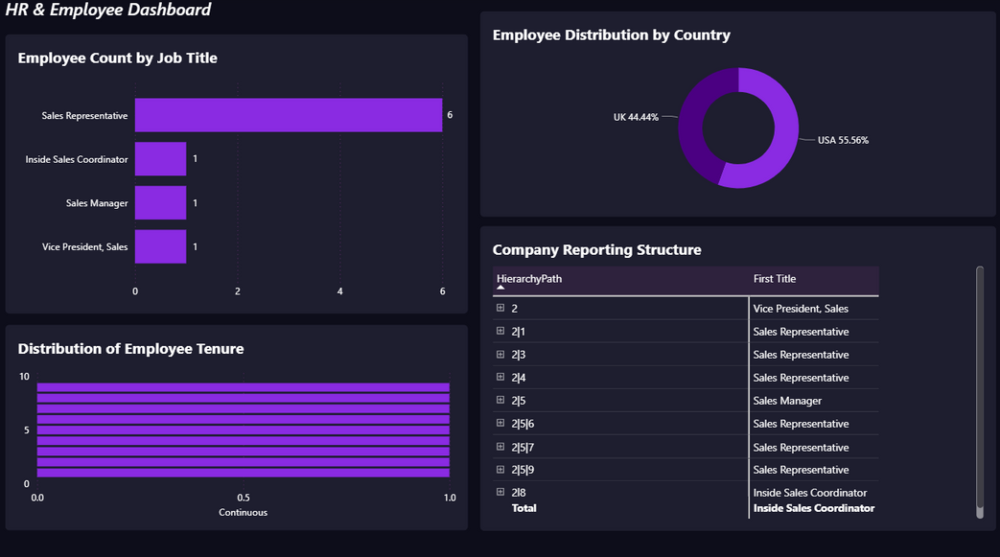 HR & Employee Dashboard
Employee Count by Job Title
Sales Representative 6
Inside Sales Coordinator 1
Sales Manager 1
Vice President, Sales 1
0 2 4 6
Distribution of Employee Tenure
10
5
0
0.0 0.5 1.0
Continuous
Employee Distribution by Country
UK 44.44%
USA 55.56%
Company Reporting Structure
HierarchyPath First Title
2 Vice President, Sales
2|1 Sales Representative
2|3 Sales Representative
2|4 Sales Representative
2|5 Sales Manager
2|5|6 Sales Representative
2|5|7 Sales Representative
2|5|9 Sales Representative
2|8 Inside Sales Coordinator
Total Inside Sales Coordinator